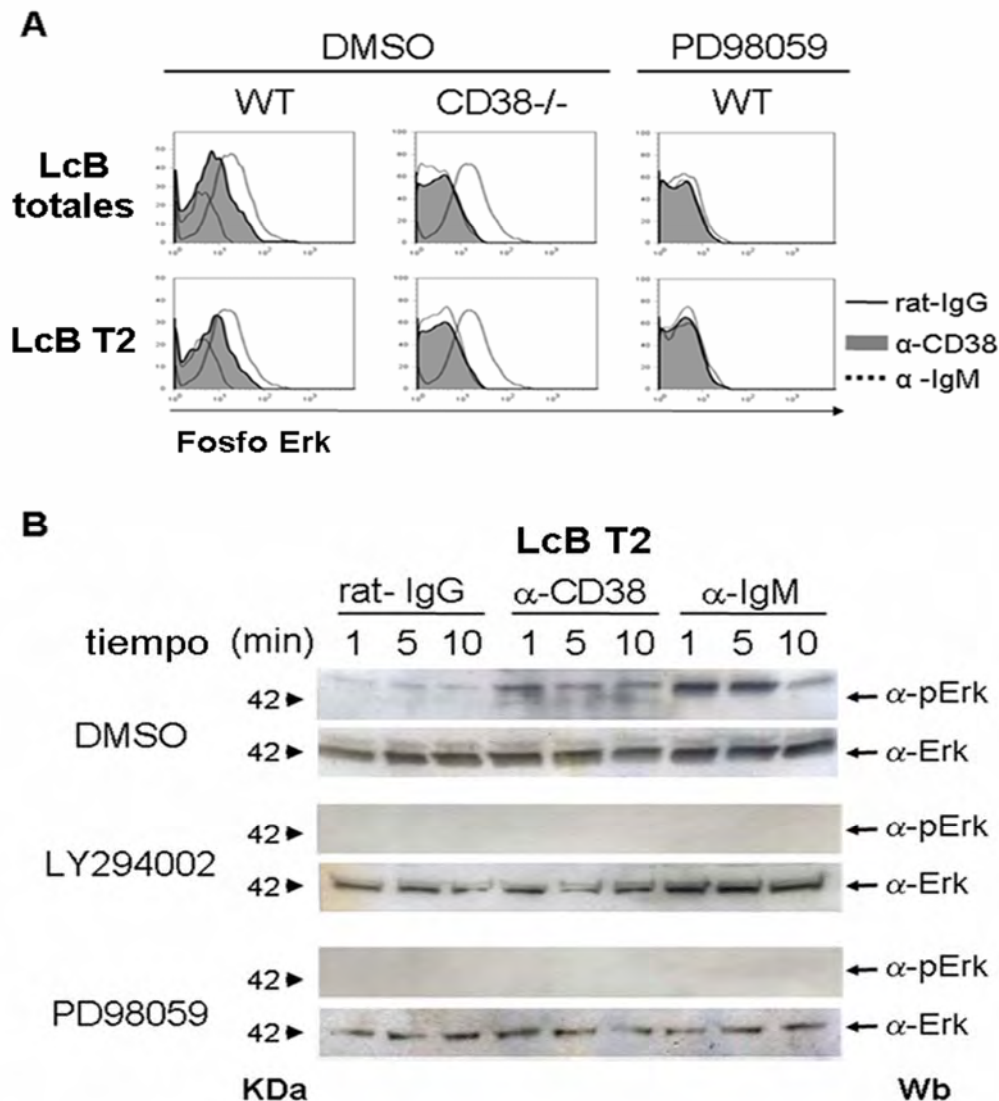 A
DMSO
PD98059
WT
CD38-/-
WT
LcB
totales
LcB T2
rat-IgG
α-CD38
α -IgM
Fosfo Erk
B
LcB T2
rat- IgG
α-CD38
α-IgM
tiempo (min) 1 5 10 1 5 10 1 5 10
DMSO
42
α-pErk
42
α-Erk
LY294002
42
α-pErk
42
α-Erk
PD98059
42
α-pErk
42
α-Erk
KDa
Wb